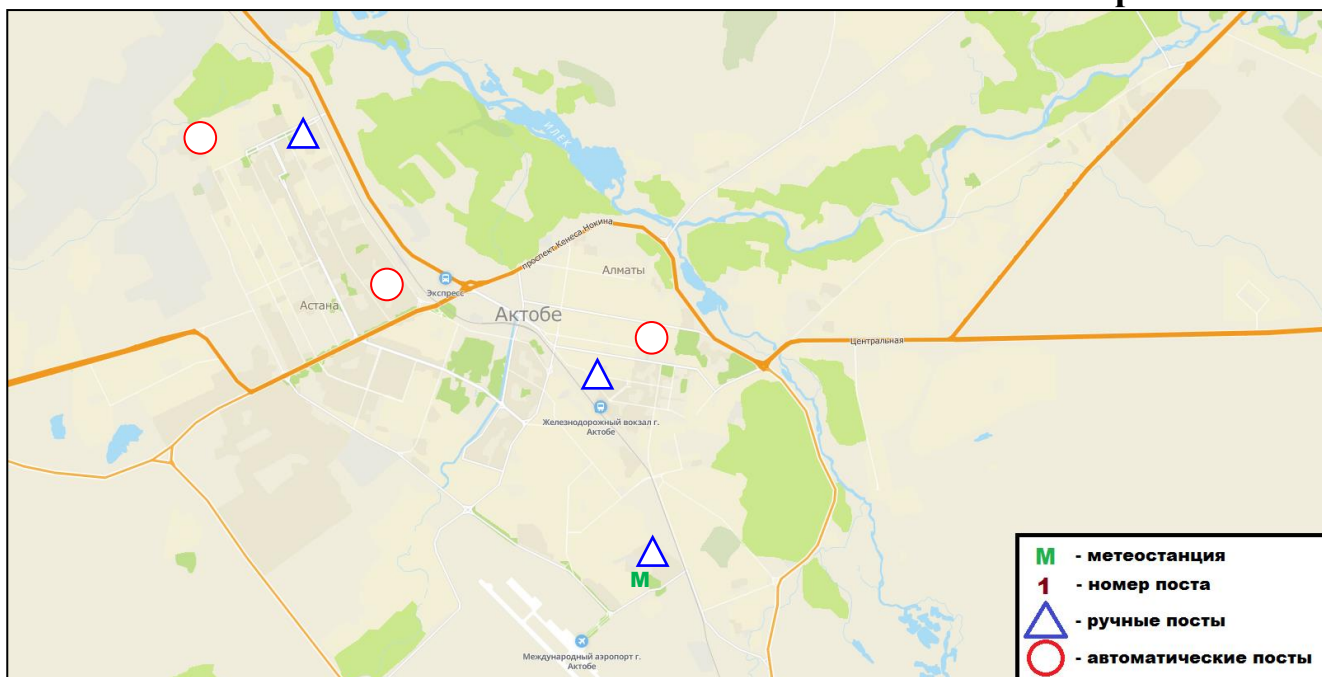 ИЛЕК
проспект Кенеса Нокина
Алматы
Экспресс
Астана
Актобе
Центральная
Железнодорожный вокзал г.
Актобе
М
Международный аэропорт г.
Актобе
М - метеостанция
1 - номер поста
- ручные посты
- автоматические посты